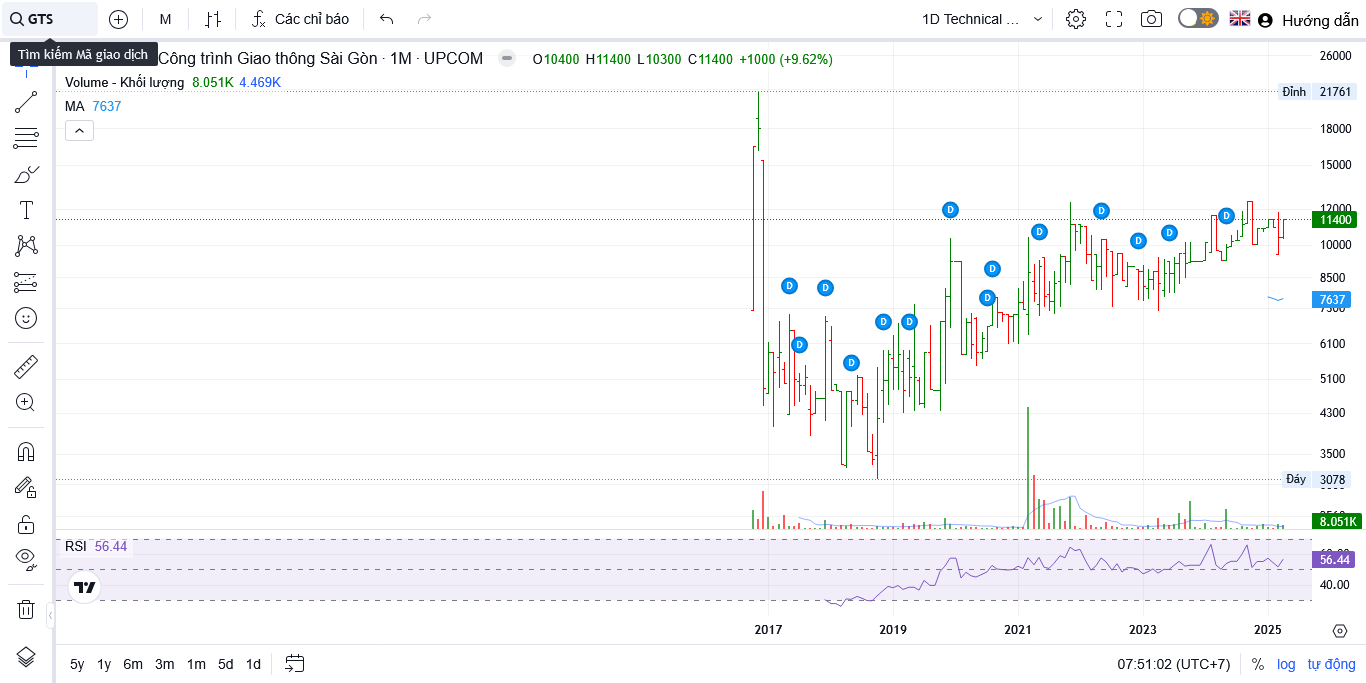 GTS M Các chỉ báo 1D Technical ... Hướng dẫn
Tìm kiếm Mã giao dịch
Công trình Giao thông Sài Gòn · 1M · UPCOM O10400 H11400 L10300 C11400 +1000 (+9.62%)
Volume - Khối lượng 8.051K 4.469K
MA 7637
26000
Đỉnh 21761
18000
15000
12000
11400
10000
8500
7637
7500
6100
5100
4300
3500
Đáy 3078
8.051K
RSI 56.44
56.44
40.00
D
D
D
D
D
D
D
D
D
D
D
D
D
D
2017 2019 2021 2023 2025
5y 1y 6m 3m 1m 5d 1d 07:51:02 (UTC+7) % log tự động